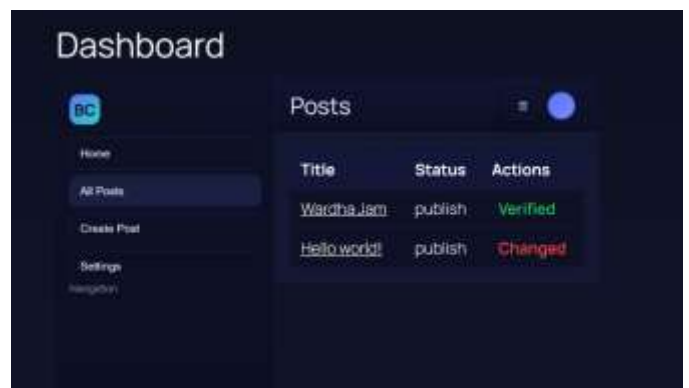 Dashboard
BC
Home
All Posts
Create Post
Settings
Navigation
Posts
Title Status Actions
Wardha Jam publish Verified
Hello world! publish Changed